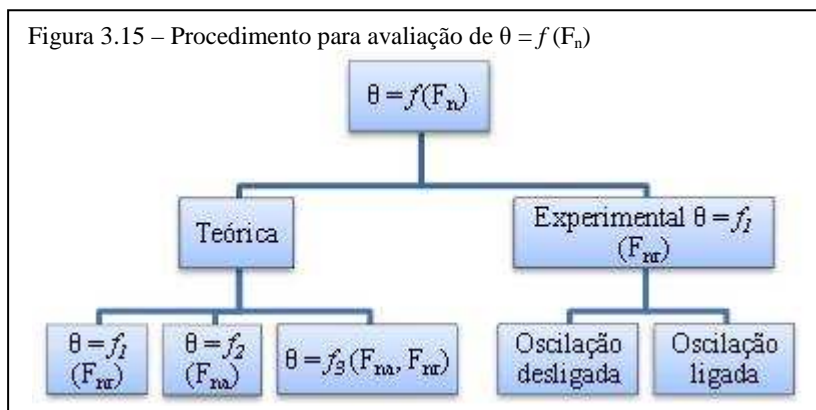 Figura 3.15 – Procedimento para avaliação de θ = f (Fn)
θ = f(Fn)
Teórica
Experimental θ = f1
(Fnr)
θ = f1
(Fnr)
θ = f2
(Fna)
θ = f3 (Fna, Fnr)
Oscilação
desligada
Oscilação
ligada